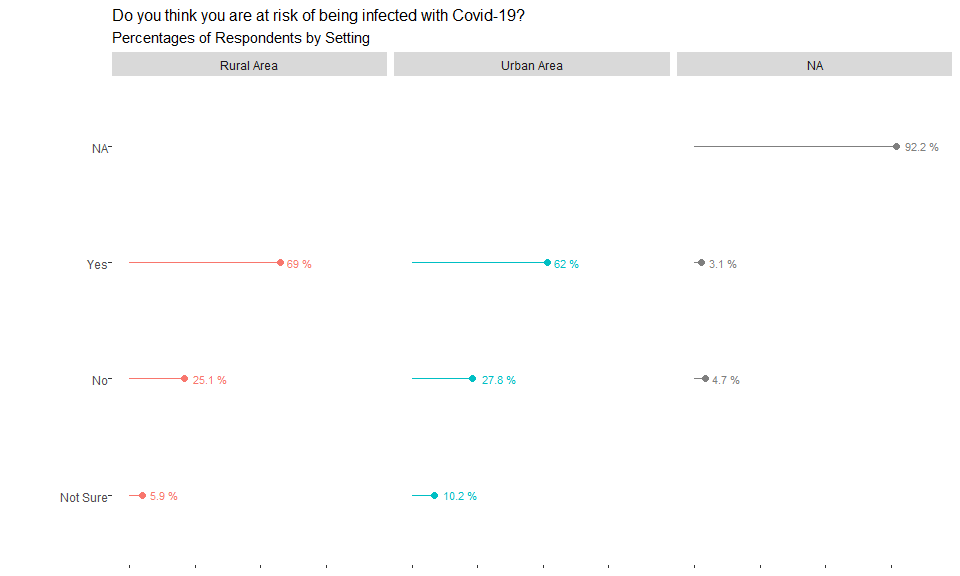 Do you think you are at risk of being infected with Covid-19?
Percentages of Respondents by Setting
Rural Area Urban Area NA
NA 92.2 %
Yes 69 % 62 % 3.1 %
No 25.1 % 27.8 % 4.7 %
Not Sure 5.9 % 10.2 %